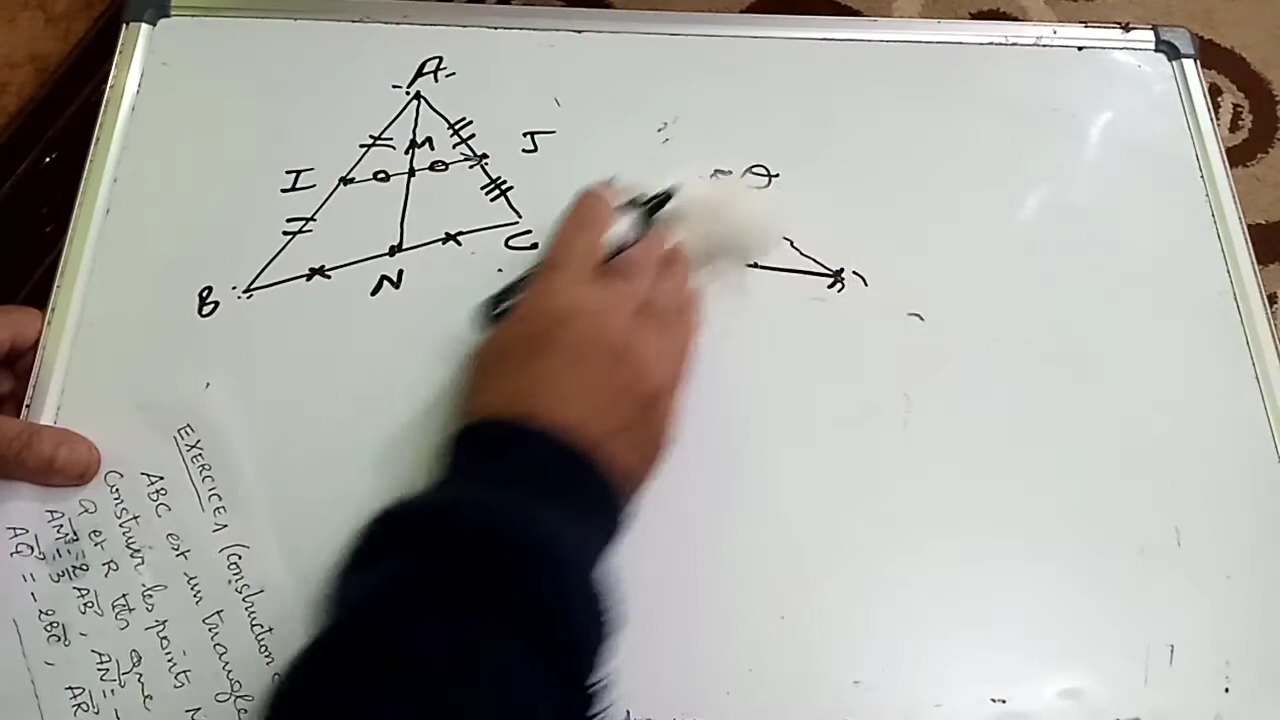 A
M
J
I
C
B
N
EXERCICE 1 (construction
ABC est un triangle
Construire les points
Q et R tels que
AM = 2/3 AB, AN = -
AQ = -2BC, AR